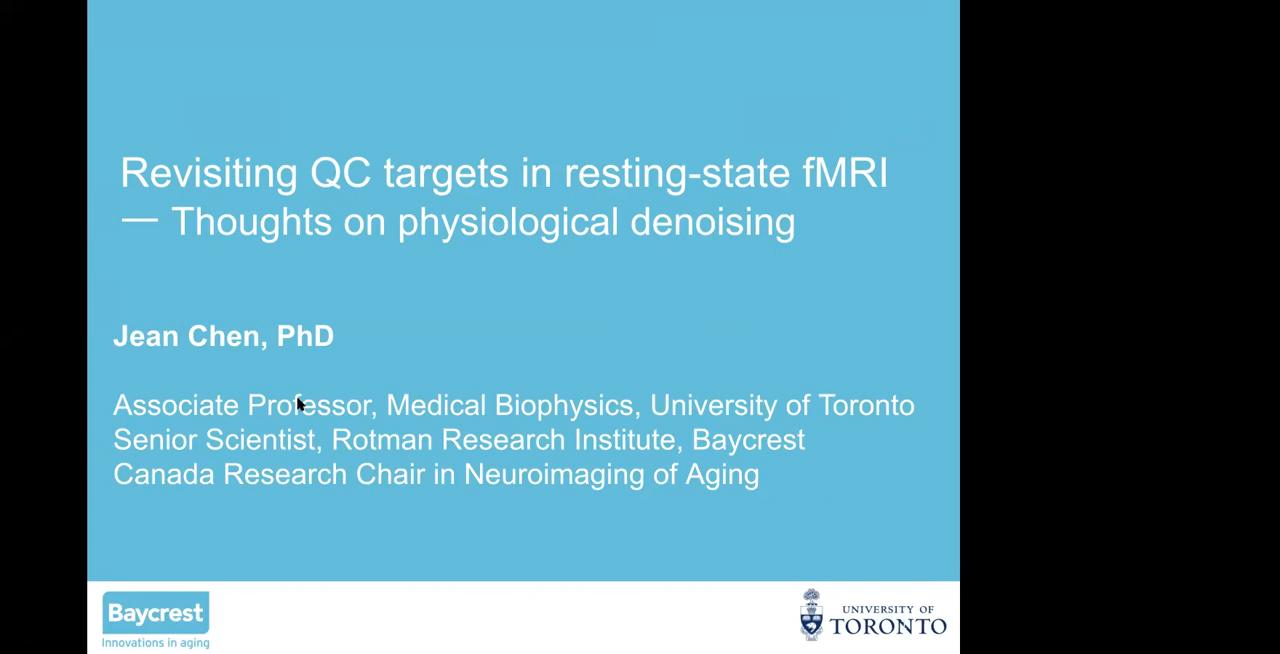 Revisiting QC targets in resting-state fMRI
— Thoughts on physiological denoising
Jean Chen, PhD
Associate Professor, Medical Biophysics, University of Toronto
Senior Scientist, Rotman Research Institute, Baycrest
Canada Research Chair in Neuroimaging of Aging
Baycrest
Innovations in aging
UNIVERSITY OF
TORONTO